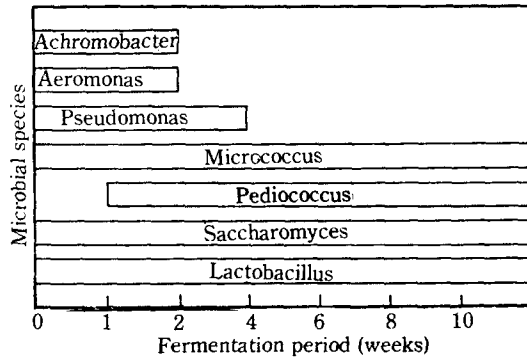 Achromobacter
Aeromonas
Pseudomonas
Micrococcus
Pediococcus
Saccharomyces
Lactobacillus
Microbial species
0 1 2 4 6 8 10
Fermentation period (weeks)